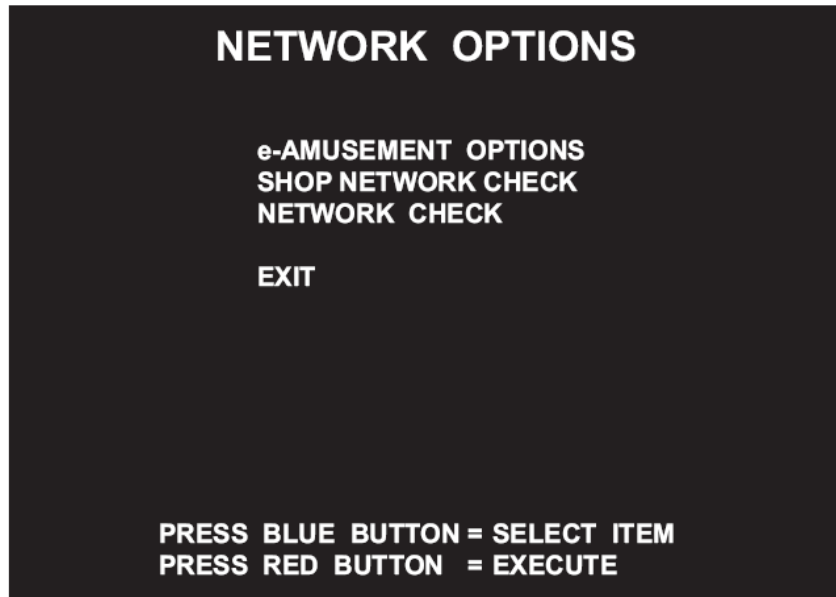 NETWORK OPTIONS
e-AMUSEMENT OPTIONS
SHOP NETWORK CHECK
NETWORK CHECK
EXIT
PRESS BLUE BUTTON = SELECT ITEM
PRESS RED BUTTON = EXECUTE